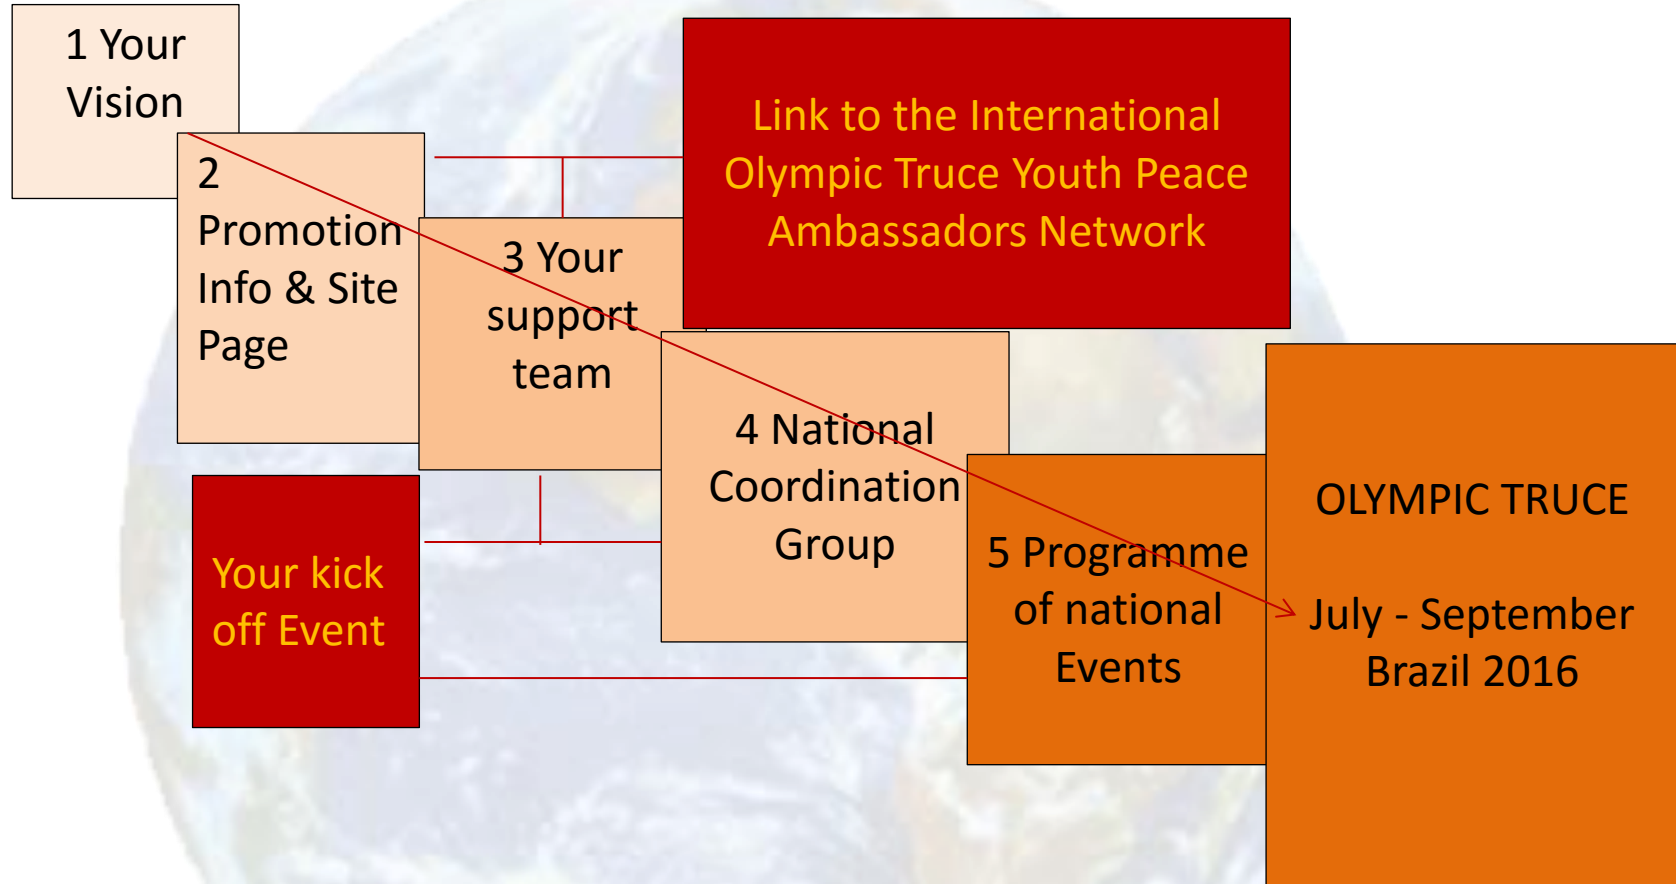 1 Your
Vision
2
Promotion
Info & Site
Page
3 Your
support
team
Link to the International
Olympic Truce Youth Peace
Ambassadors Network
4 National
Coordination
Group
Your kick
off Event
5 Programme
of national
Events
OLYMPIC TRUCE
July - September
Brazil 2016